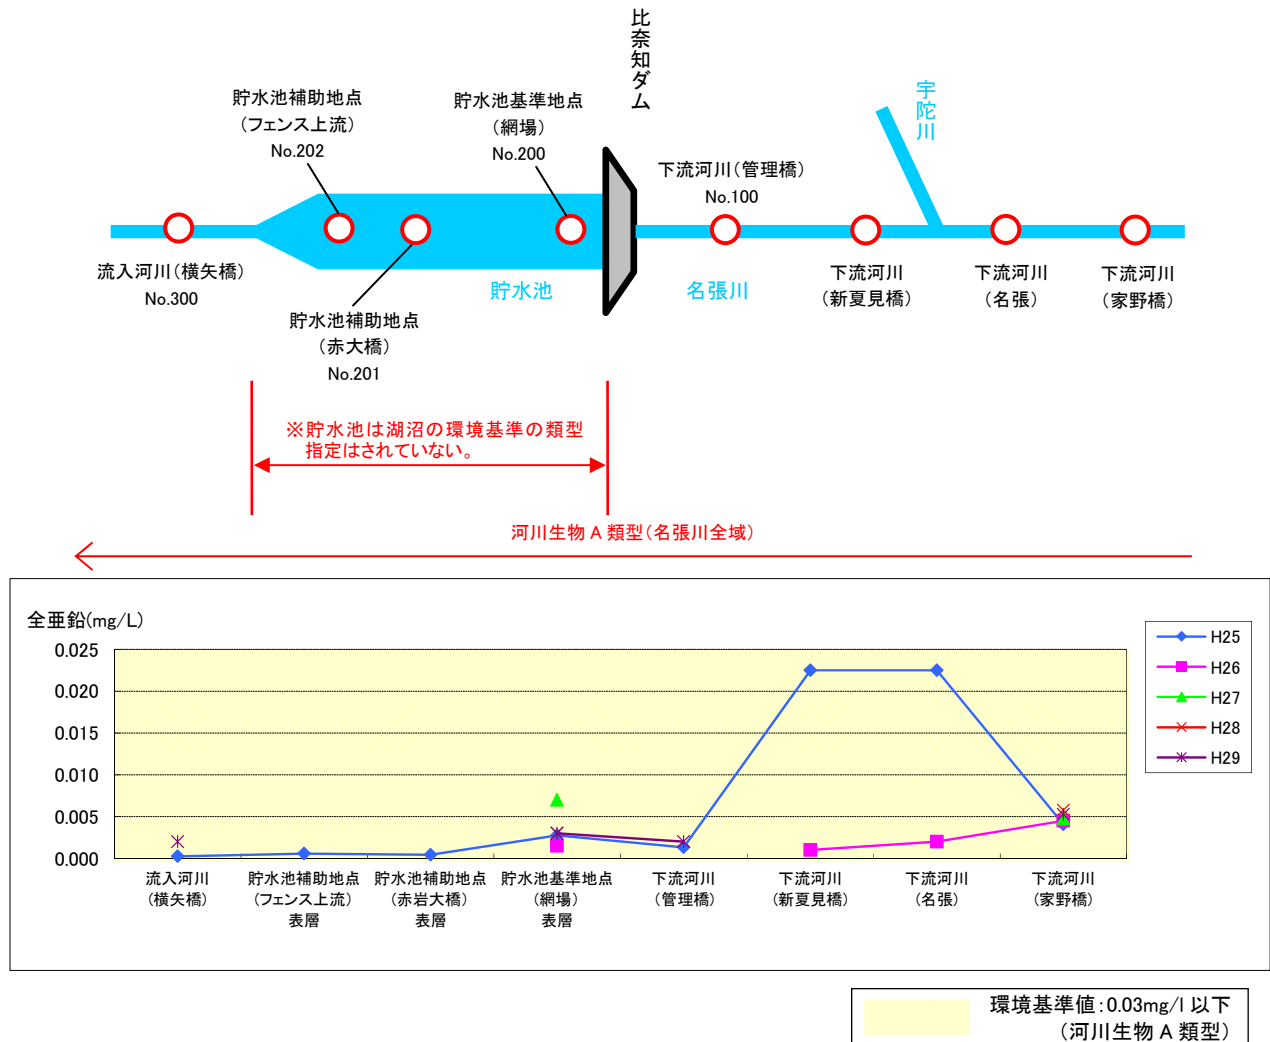 比奈知ダム
宇陀川
貯水池補助地点
(フェンス上流)
No.202
貯水池基準地点
(網場)
No.200
下流河川(管理橋)
No.100
流入河川(横矢橋)
No.300
貯水池補助地点
(赤大橋)
No.201
貯水池
名張川
下流河川
(新夏見橋)
下流河川
(名張)
下流河川
(家野橋)
※貯水池は湖沼の環境基準の類型
指定はされていない。
河川生物 A 類型(名張川全域)
全亜鉛(mg/L)
0.025
0.020
0.015
0.010
0.005
0.000
流入河川
(横矢橋)
貯水池補助地点
(フェンス上流)
表層
貯水池補助地点
(赤岩大橋)
表層
貯水池基準地点
(網場)
表層
下流河川
(管理橋)
下流河川
(新夏見橋)
下流河川
(名張)
下流河川
(家野橋)
H25
H26
H27
H28
H29
環境基準値:0.03mg/l 以下
(河川生物 A 類型)